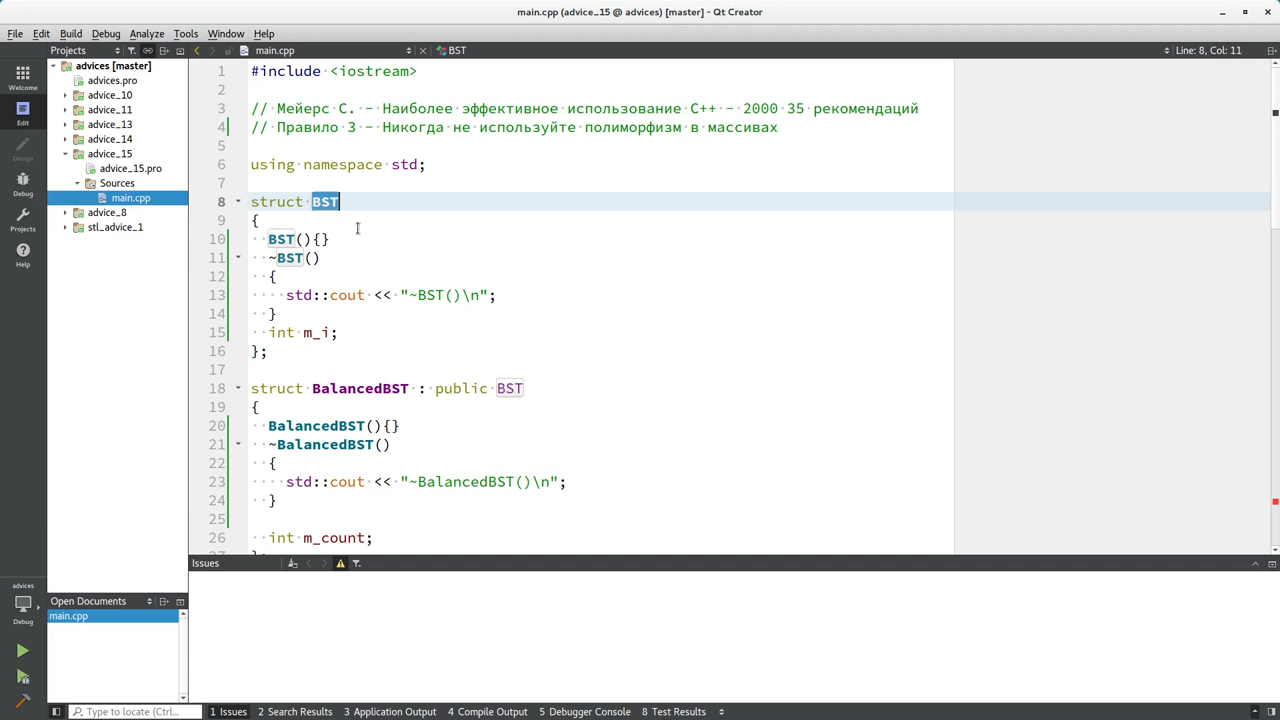 main.cpp (advice_15 @ advices) [master] - Qt Creator
File Edit Build Debug Analyze Tools Window Help
Projects main.cpp BST Line: 8, Col: 11
Welcome
Edit
Design
Debug
Projects
Help
advices [master]
advices.pro
advice_10
advice_11
advice_13
advice_14
advice_15
advice_15.pro
Sources
main.cpp
advice_8
stl_advice_1
1 #include <iostream>
2
3 // Мейерс С. - Наиболее эффективное использование C++ - 2000 35 рекомендаций
4 // Правило 3 - Никогда не используйте полиморфизм в массивах
5
6 using namespace std;
7
8 struct BST
9 {
10 BST(){}
11 ~BST()
12 {
13 std::cout << "~BST()\n";
14 }
15 int m_i;
16 };
17
18 struct BalancedBST : public BST
19 {
20 BalancedBST(){}
21 ~BalancedBST()
22 {
23 std::cout << "~BalancedBST()\n";
24 }
25
26 int m_count;
Issues
advices
Debug
Open Documents
main.cpp
Type to locate (Ctrl... 1 Issues 2 Search Results 3 Application Output 4 Compile Output 5 Debugger Console 8 Test Results